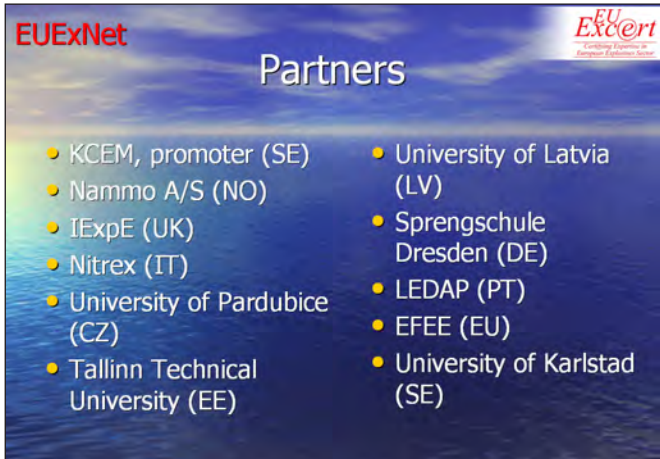 EUExNet
EU
Exc@rt
Certifying Expertise in
European Explosives Sector
Partners
• KCEM, promoter (SE)
• Nammo A/S (NO)
• IExpE (UK)
• Nitrex (IT)
• University of Pardubice
(CZ)
• Tallinn Technical
University (EE)
• University of Latvia
(LV)
• Sprengschule
Dresden (DE)
• LEDAP (PT)
• EFEE (EU)
• University of Karlstad
(SE)